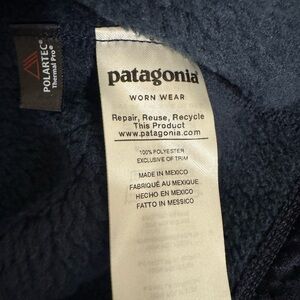 POLARTEC®
Thermal Pro®
patagonia®
WORN WEAR
Repair, Reuse, Recycle
This Product
www.patagonia.com
100% POLYESTER
EXCLUSIVE OF TRIM
MADE IN MEXICO
FABRIQUÉ AU MEXIQUE
HECHO EN MEXICO
FATTO IN MESSICO